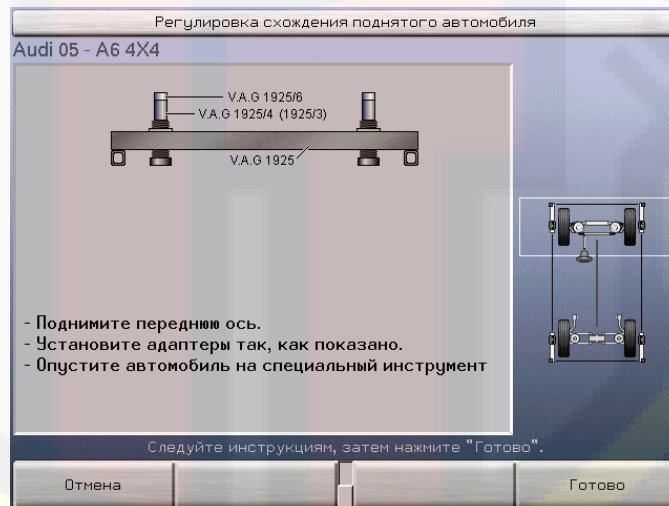 Регулировка схождения поднятого автомобиля
Audi 05 - A6 4X4
V.A.G 1925/6
V.A.G 1925/4 (1925/3)
V.A.G 1925
- Поднимите переднюю ось.
- Установите адаптеры так, как показано.
- Опустите автомобиль на специальный инструмент
Следуйте инструкциям, затем нажмите "Готово".
Отмена
Готово